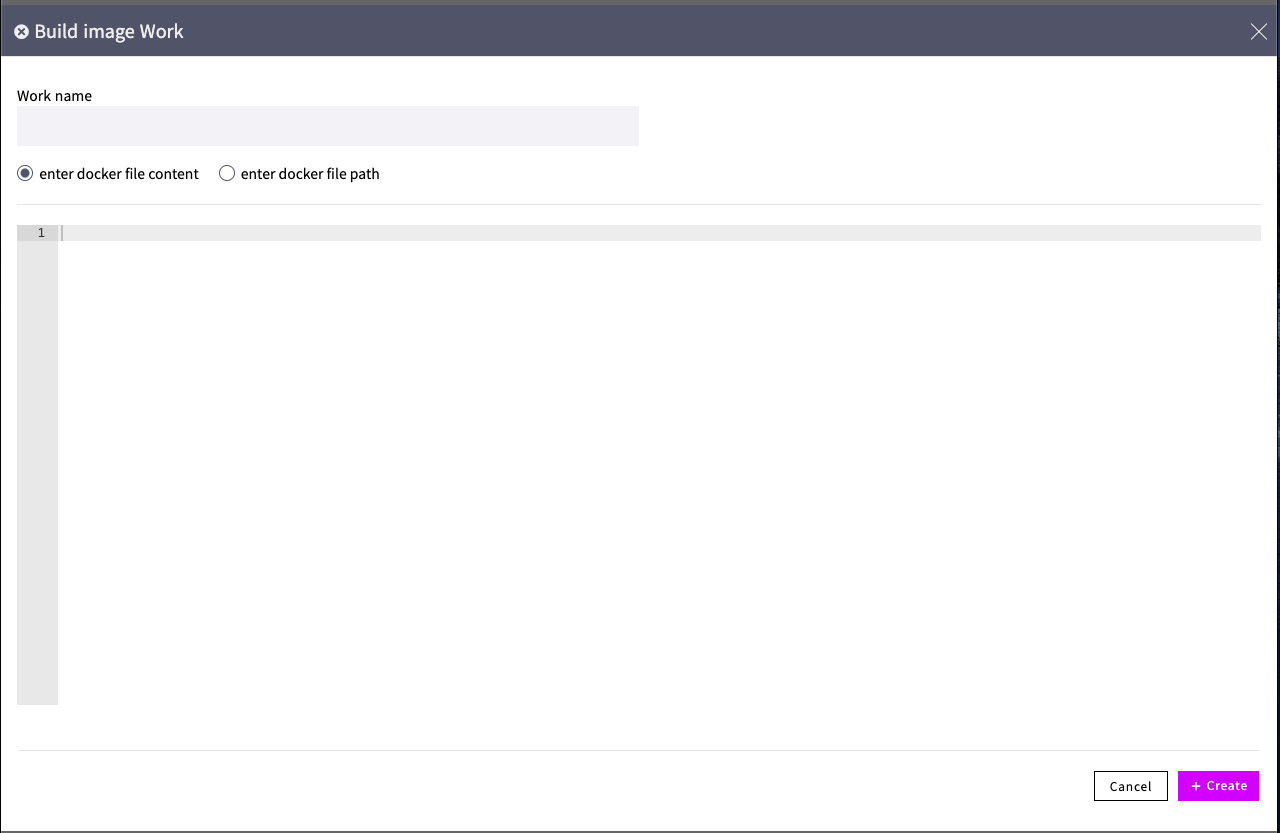 Build image Work
Work name
enter docker file content
enter docker file path
1
Cancel
+ Create